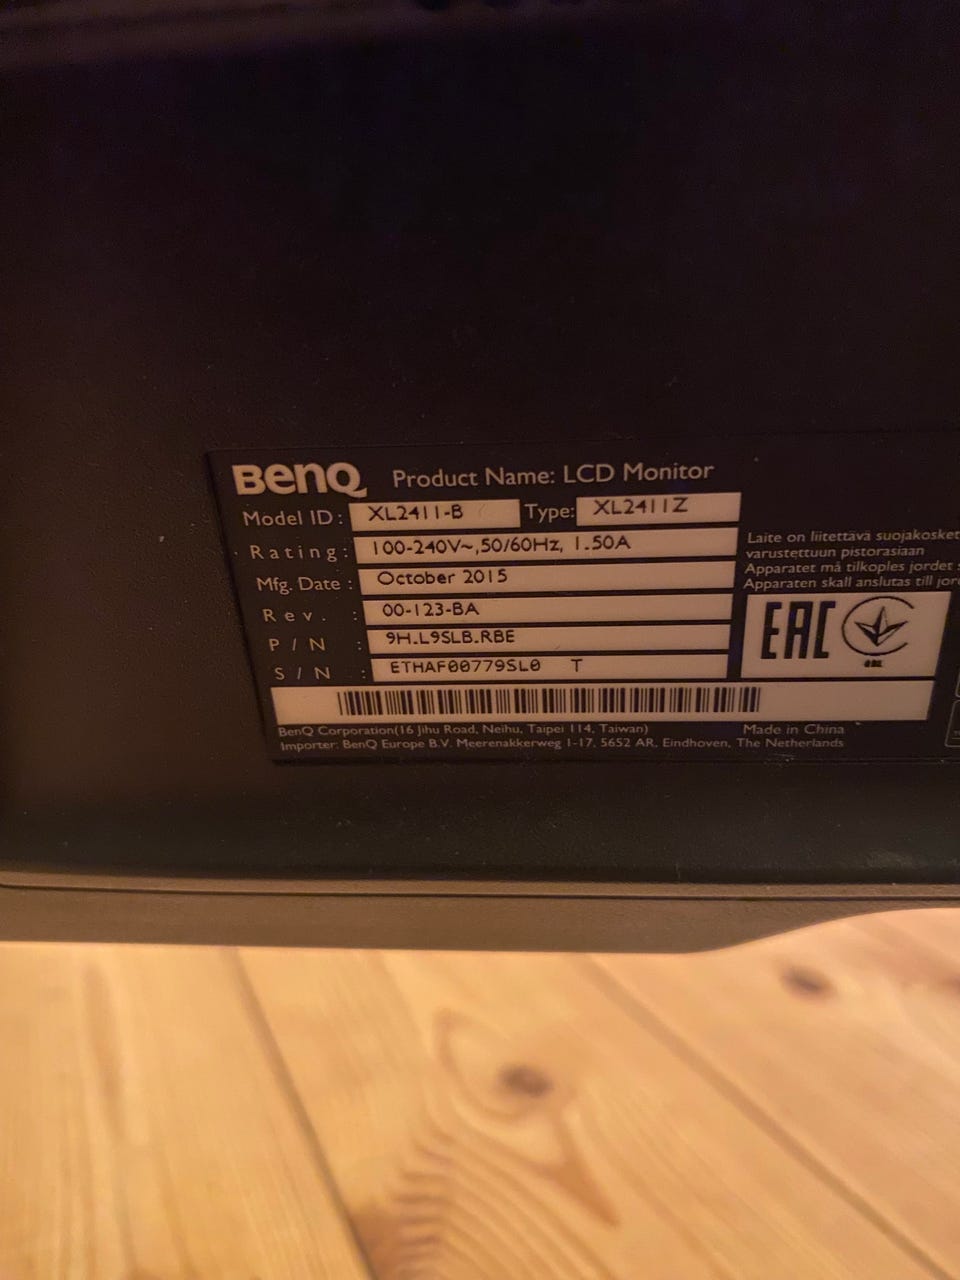 BenQ Product Name: LCD Monitor
Model ID: XL2411-B Type: XL2411Z
Rating: 100-240V~,50/60Hz, 1.50A
Mfg. Date: October 2015
Rev. : 00-123-BA
P/N : 9H.L9SLB.RBE
S/N : ETHAF00779SL0 T
BenQ Corporation(16 Jihu Road, Neihu, Taipei 114, Taiwan) Made in China
Importer: BenQ Europe B.V. Meerenakkerweg 1-17, 5652 AR, Eindhoven, The Netherlands
Laite on liitettävä suojakosket
varustettuun pistorasiaan
Apparatet må tilkoples jordet s
Apparaten skall anslutas till jor
EAC